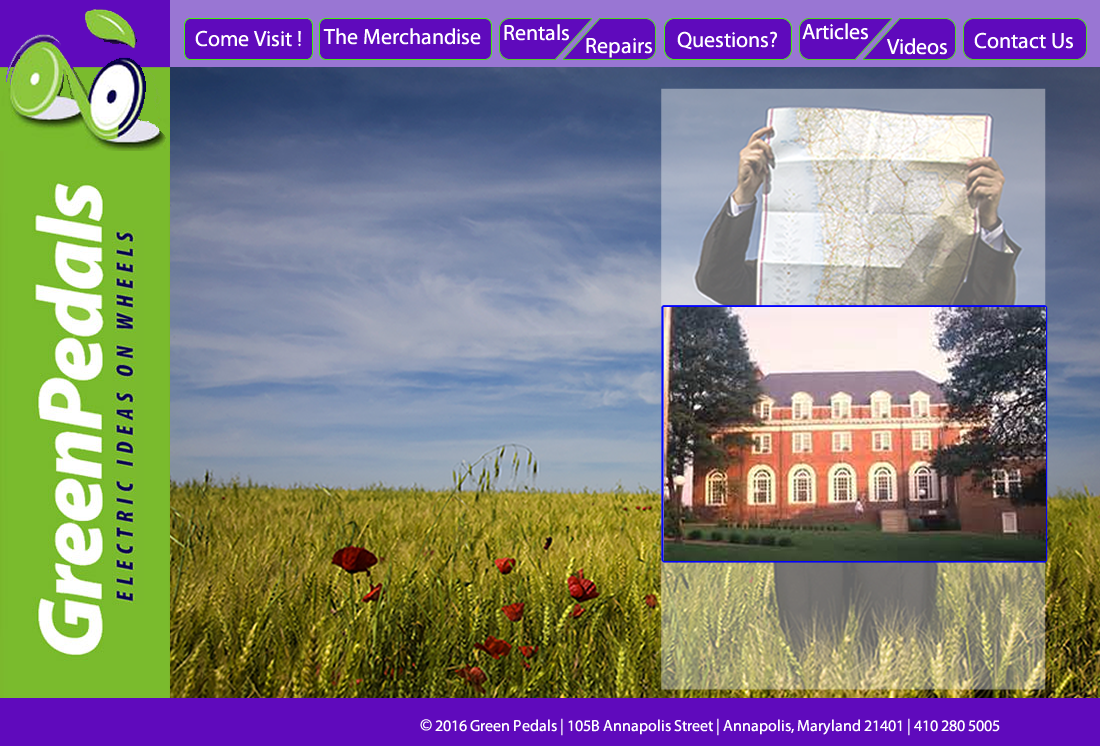 Come Visit !
The Merchandise
Rentals
Repairs
Questions?
Articles
Videos
Contact Us
GreenPedals
ELECTRIC IDEAS ON WHEELS
© 2016 Green Pedals | 105B Annapolis Street | Annapolis, Maryland 21401 | 410 280 5005